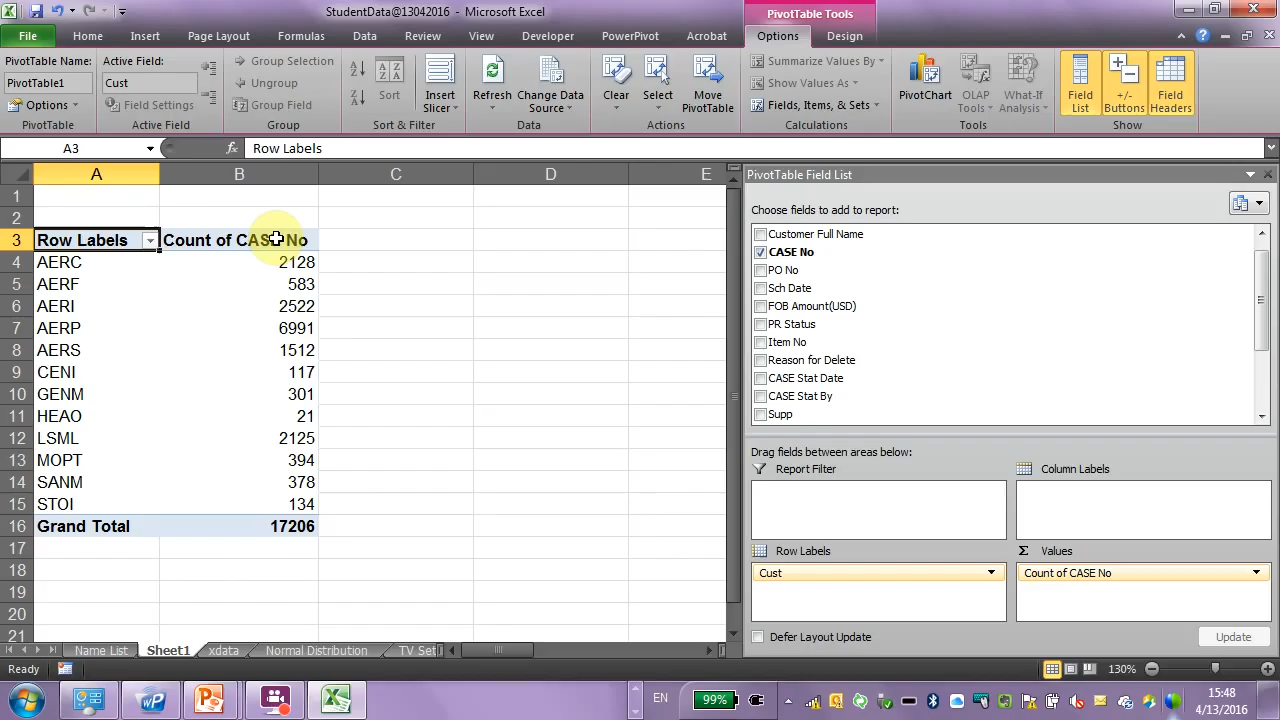 StudentData@13042016 - Microsoft Excel
PivotTable Tools
File Home Insert Page Layout Formulas Data Review View Developer PowerPivot Acrobat Options Design
PivotTable Name:
PivotTable1
Options
PivotTable
Active Field:
Cust
Field Settings
Active Field
Group Selection
Ungroup
Group Field
Group
Sort
Insert Slicer
Sort & Filter
Refresh
Change Data Source
Data
Clear
Select
Move PivotTable
Actions
Summarize Values By
Show Values As
Fields, Items, & Sets
Calculations
PivotChart
OLAP Tools
What-If Analysis
Tools
Field List
+/- Buttons
Field Headers
Show
A3 fx Row Labels
A B C D E
1
2
3 Row Labels Count of CASE No
4 AERC 2128
5 AERF 583
6 AERI 2522
7 AERP 6991
8 AERS 1512
9 CENI 117
10 GENM 301
11 HEAO 21
12 LSML 2125
13 MOPT 394
14 SANM 378
15 STOI 134
16 Grand Total 17206
17
18
19
20
21
PivotTable Field List
Choose fields to add to report:
Customer Full Name
CASE No
PO No
Sch Date
FOB Amount(USD)
PR Status
Item No
Reason for Delete
CASE Stat Date
CASE Stat By
Supp
Drag fields between areas below:
Report Filter
Column Labels
Row Labels
Σ Values
Cust
Count of CASE No
Defer Layout Update
Update
Name List Sheet1 xdata Normal Distribution TV Set
Ready
130%
EN
99%
15:48
4/13/2016